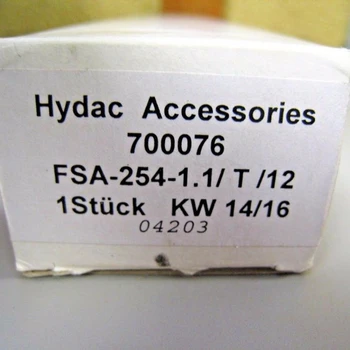 Hydac Accessories
700076
FSA-254-1.1/ T /12
1Stück KW 14/16
04203